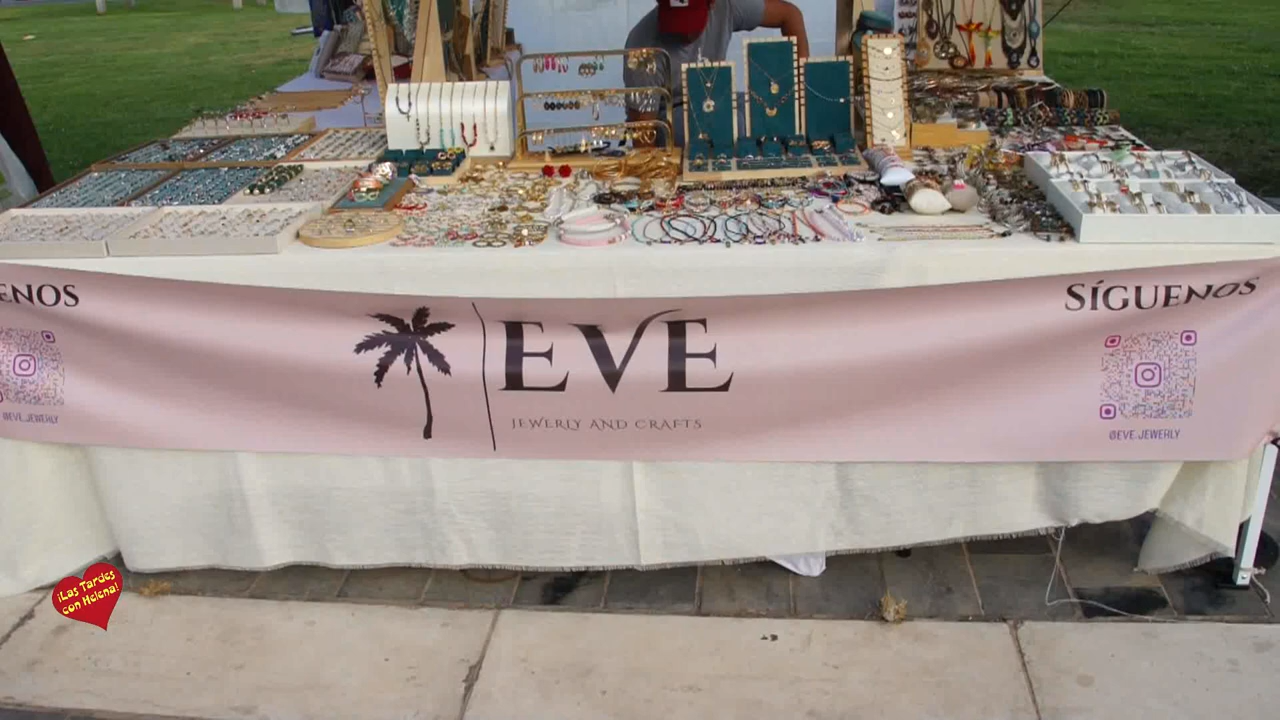 SÍGUENOS
EVE
JEWERLY AND CRAFTS
@EVE.JEWERLY
ENOS
@EVE.JEWERLY
¡Las Tardes
con Helena!